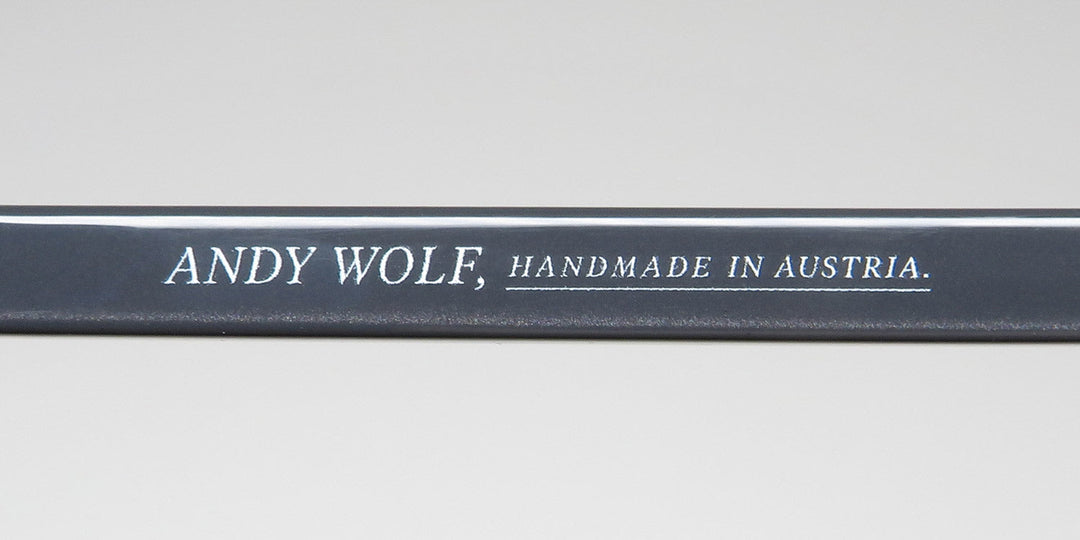 ANDY WOLF, HANDMADE IN AUSTRIA.